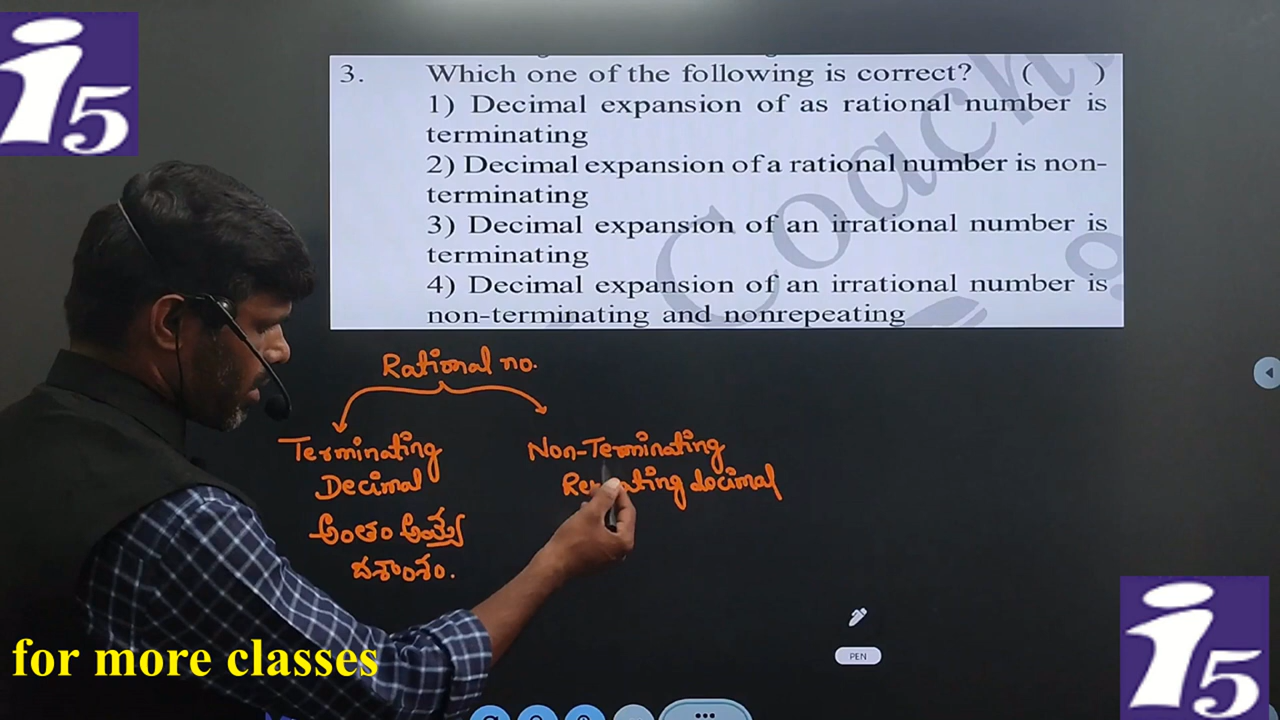 i5
3. Which one of the following is correct? ( )
1) Decimal expansion of as rational number is
terminating
2) Decimal expansion of a rational number is non-
terminating
3) Decimal expansion of an irrational number is
terminating
4) Decimal expansion of an irrational number is
non-terminating and nonrepeating
Coach
Rational no.
Terminating
Decimal
అంతం అయ్యే
దశాంశం.
Non-Terminating
decimal
for more classes
PEN
i5